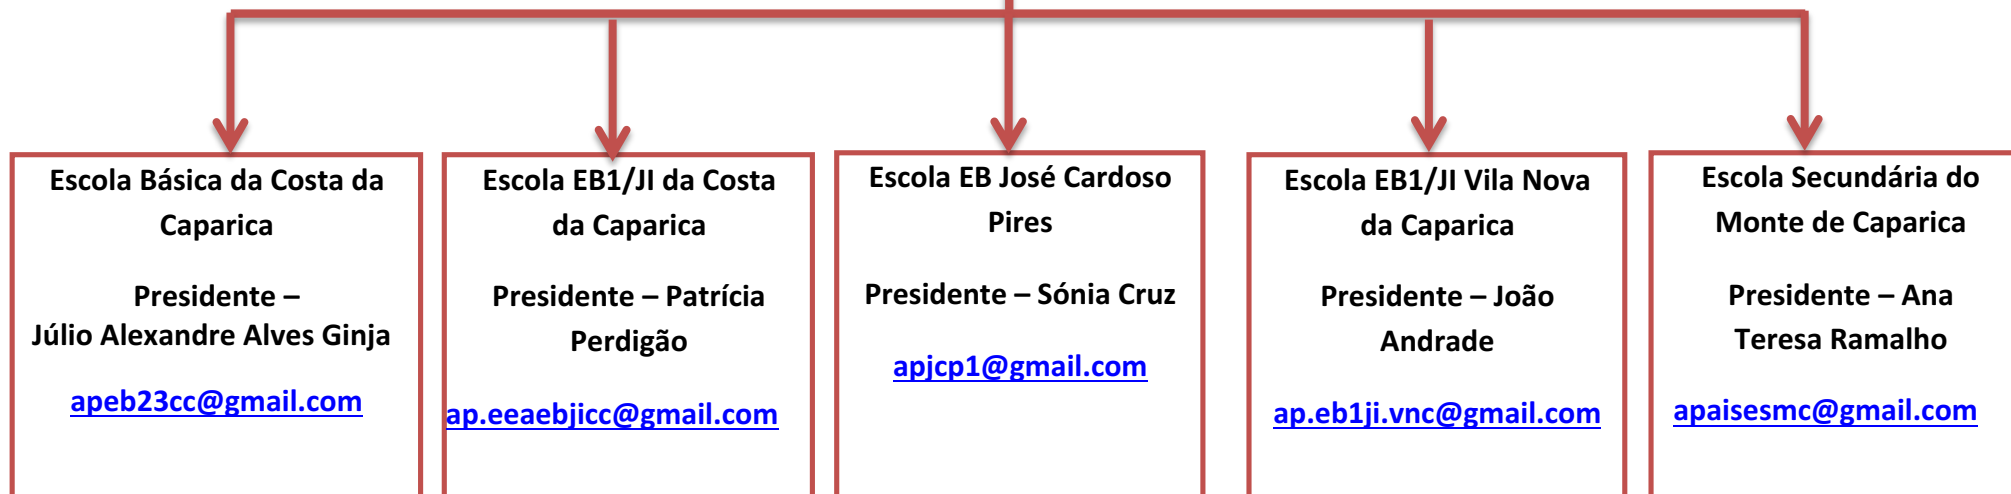 Escola Básica da Costa da
Caparica
Presidente –
Júlio Alexandre Alves Ginja
apeb23cc@gmail.com
Escola EB1/JI da Costa
da Caparica
Presidente – Patrícia
Perdigão
ap.eeaebjicc@gmail.com
Escola EB José Cardoso
Pires
Presidente – Sónia Cruz
apjcp1@gmail.com
Escola EB1/JI Vila Nova
da Caparica
Presidente – João
Andrade
ap.eb1ji.vnc@gmail.com
Escola Secundária do
Monte de Caparica
Presidente – Ana
Teresa Ramalho
apaisesmc@gmail.com